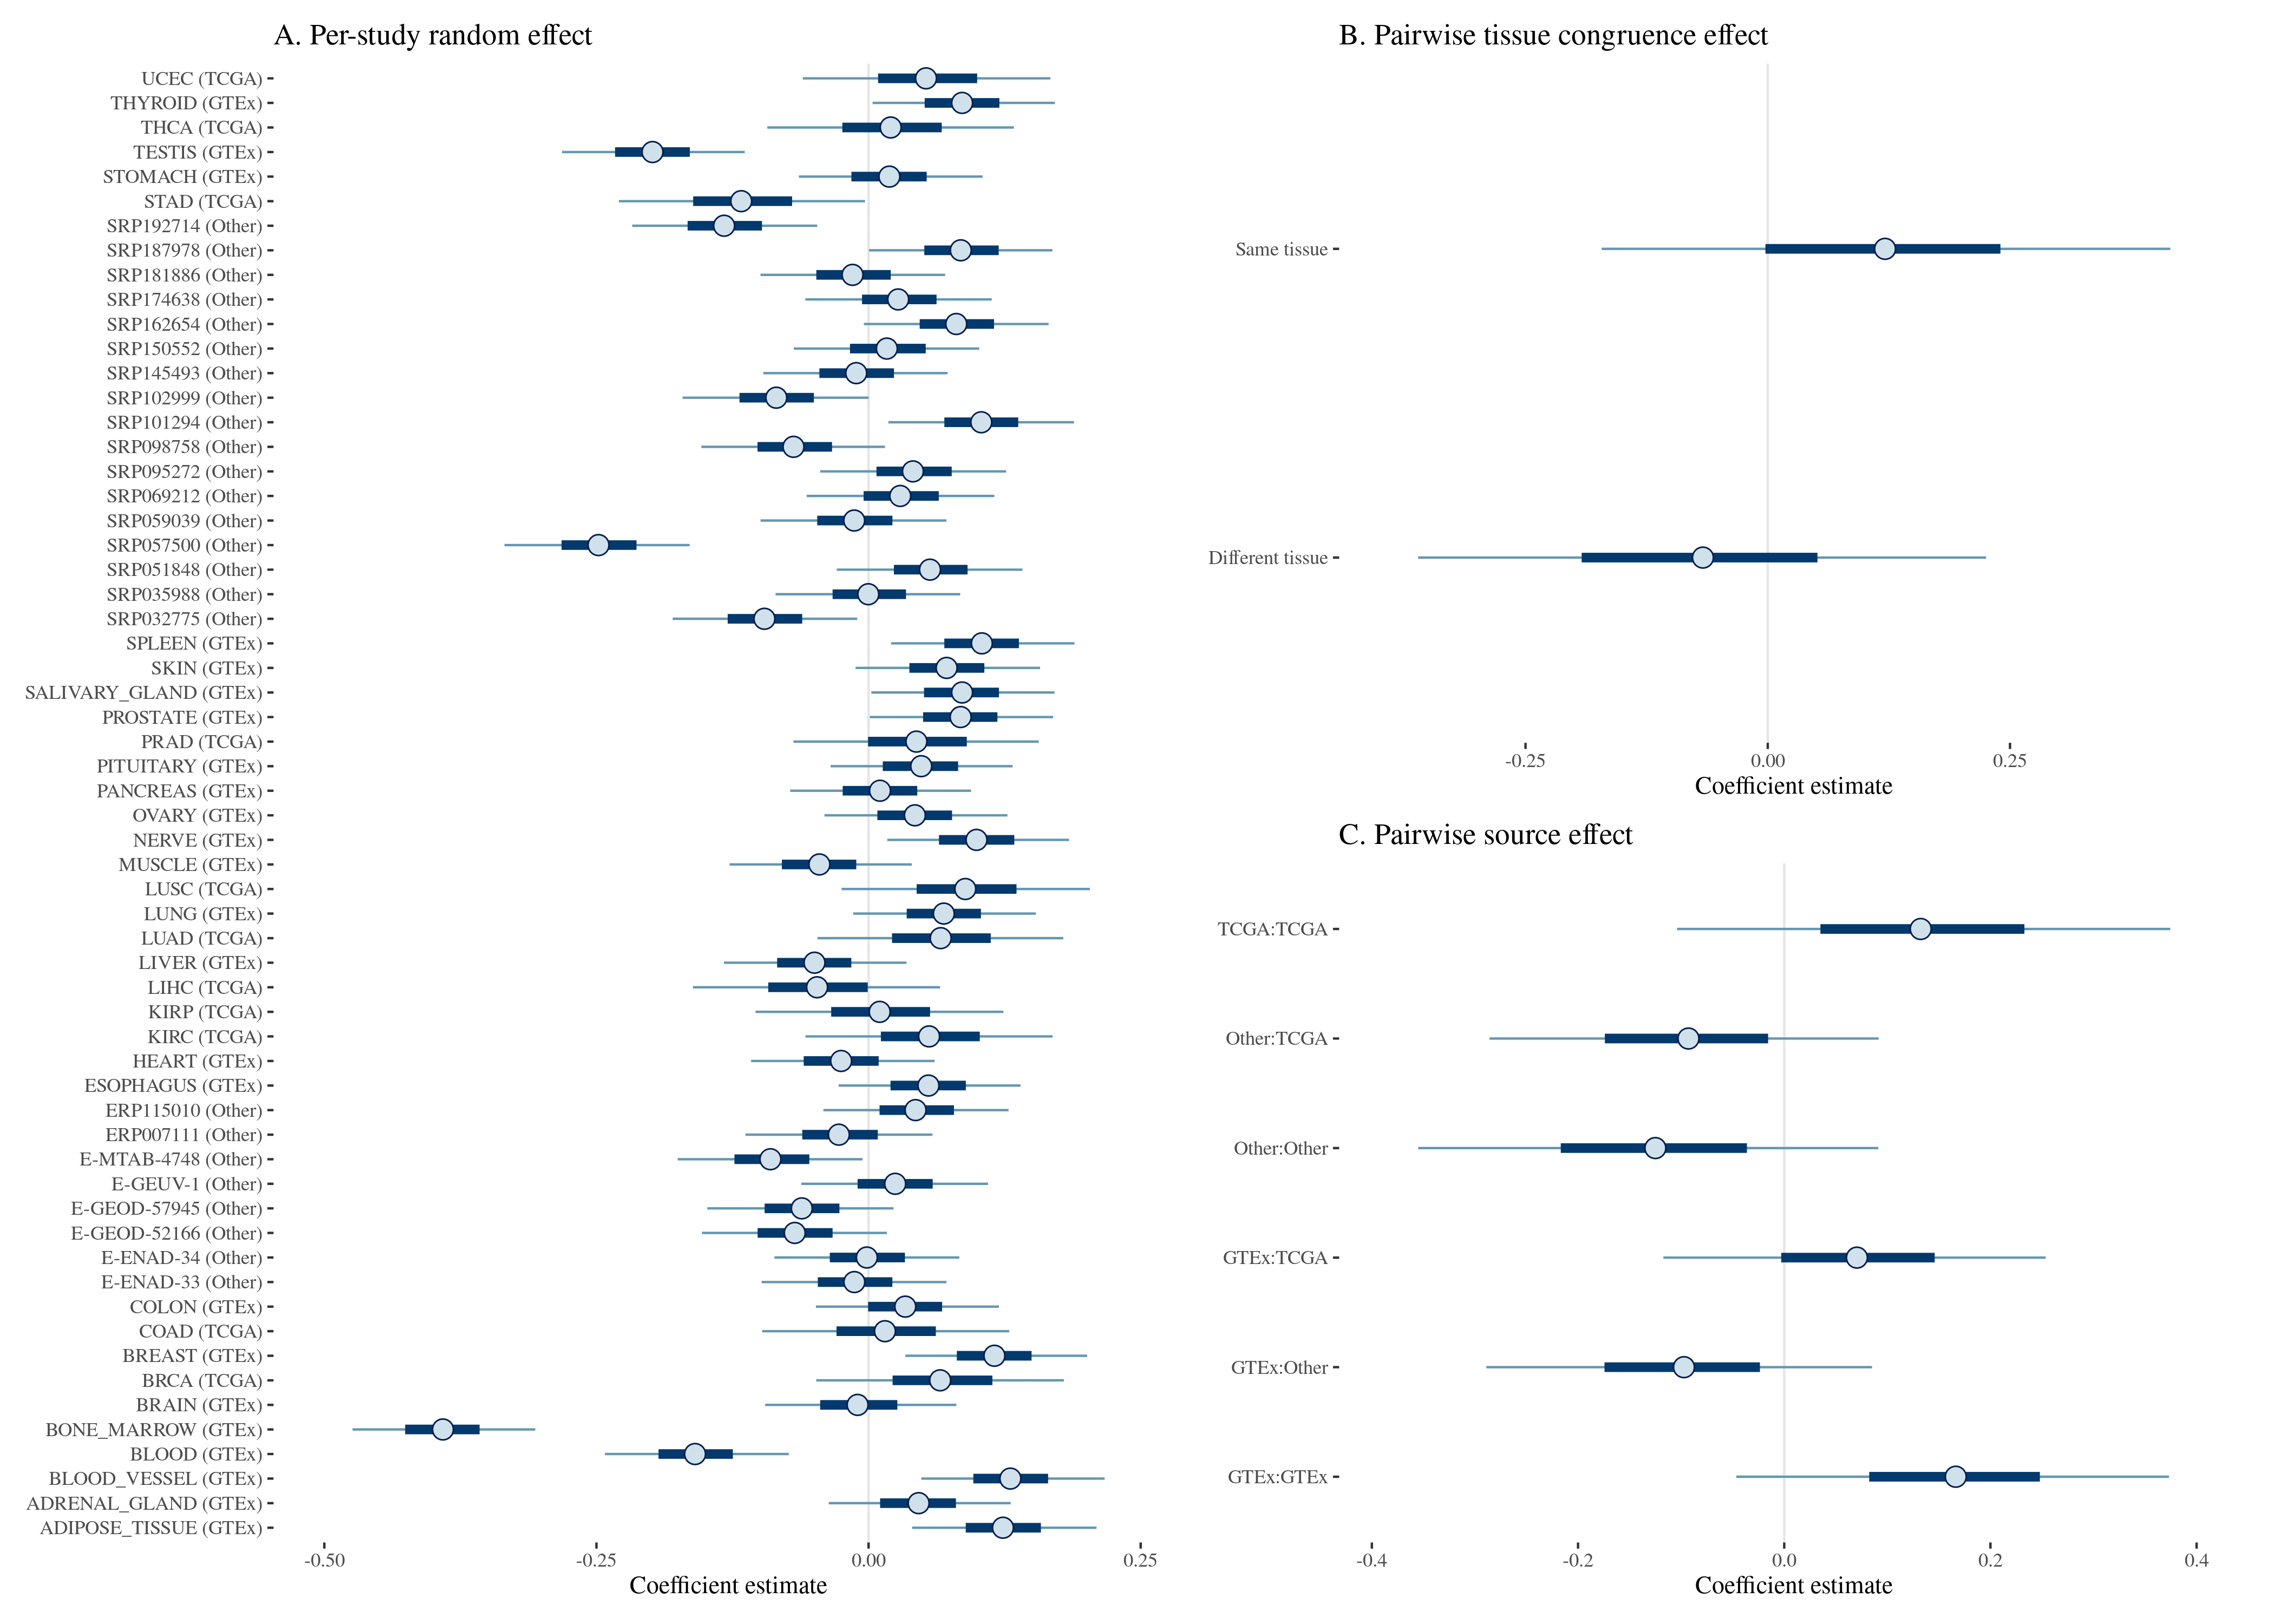 A. Per-study random effect
UCEC (TCGA)
THYROID (GTEx)
THCA (TCGA)
TESTIS (GTEx)
STOMACH (GTEx)
STAD (TCGA)
SRP192714 (Other)
SRP187978 (Other)
SRP181886 (Other)
SRP174638 (Other)
SRP162654 (Other)
SRP150552 (Other)
SRP145493 (Other)
SRP102999 (Other)
SRP101294 (Other)
SRP098758 (Other)
SRP095272 (Other)
SRP069212 (Other)
SRP059039 (Other)
SRP057500 (Other)
SRP051848 (Other)
SRP035988 (Other)
SRP032775 (Other)
SPLEEN (GTEx)
SKIN (GTEx)
SALIVARY_GLAND (GTEx)
PROSTATE (GTEx)
PRAD (TCGA)
PITUITARY (GTEx)
PANCREAS (GTEx)
OVARY (GTEx)
NERVE (GTEx)
MUSCLE (GTEx)
LUSC (TCGA)
LUNG (GTEx)
LUAD (TCGA)
LIVER (GTEx)
LIHC (TCGA)
KIRP (TCGA)
KIRC (TCGA)
HEART (GTEx)
ESOPHAGUS (GTEx)
ERP115010 (Other)
ERP007111 (Other)
E-MTAB-4748 (Other)
E-GEUV-1 (Other)
E-GEOD-57945 (Other)
E-GEOD-52166 (Other)
E-ENAD-34 (Other)
E-ENAD-33 (Other)
COLON (GTEx)
COAD (TCGA)
BREAST (GTEx)
BRCA (TCGA)
BRAIN (GTEx)
BONE_MARROW (GTEx)
BLOOD (GTEx)
BLOOD_VESSEL (GTEx)
ADRENAL_GLAND (GTEx)
ADIPOSE_TISSUE (GTEx)
-0.50 -0.25 0.00 0.25
Coefficient estimate
B. Pairwise tissue congruence effect
Same tissue
Different tissue
-0.25 0.00 0.25
Coefficient estimate
C. Pairwise source effect
TCGA:TCGA
Other:TCGA
Other:Other
GTEx:TCGA
GTEx:Other
GTEx:GTEx
-0.4 -0.2 0.0 0.2 0.4
Coefficient estimate